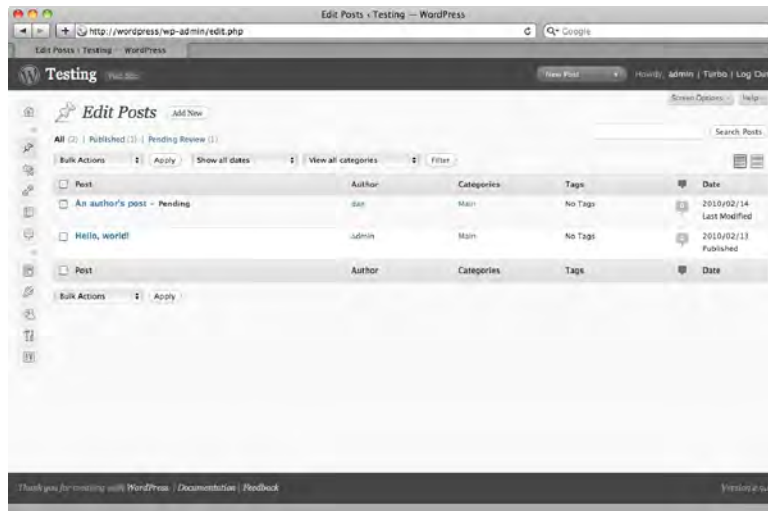 Edit Posts ‹ Testing — WordPress
http://wordpress/wp-admin/edit.php
Google
Edit Posts ‹ Testing — WordPress
Testing
New Post
Howdy, admin | Turbo | Log Out
Screen Options Help
Edit Posts Add New
All (2) | Published (1) | Pending Review (1)
Search Posts
Bulk Actions Apply Show all dates View all categories Filter
Post Author Categories Tags Date
An author's post - Pending dan Main No Tags 0 2010/02/14
Last Modified
Hello, world! admin Main No Tags 0 2010/02/13
Published
Post Author Categories Tags Date
Bulk Actions Apply
Thank you for creating with WordPress | Documentation | Feedback
Version